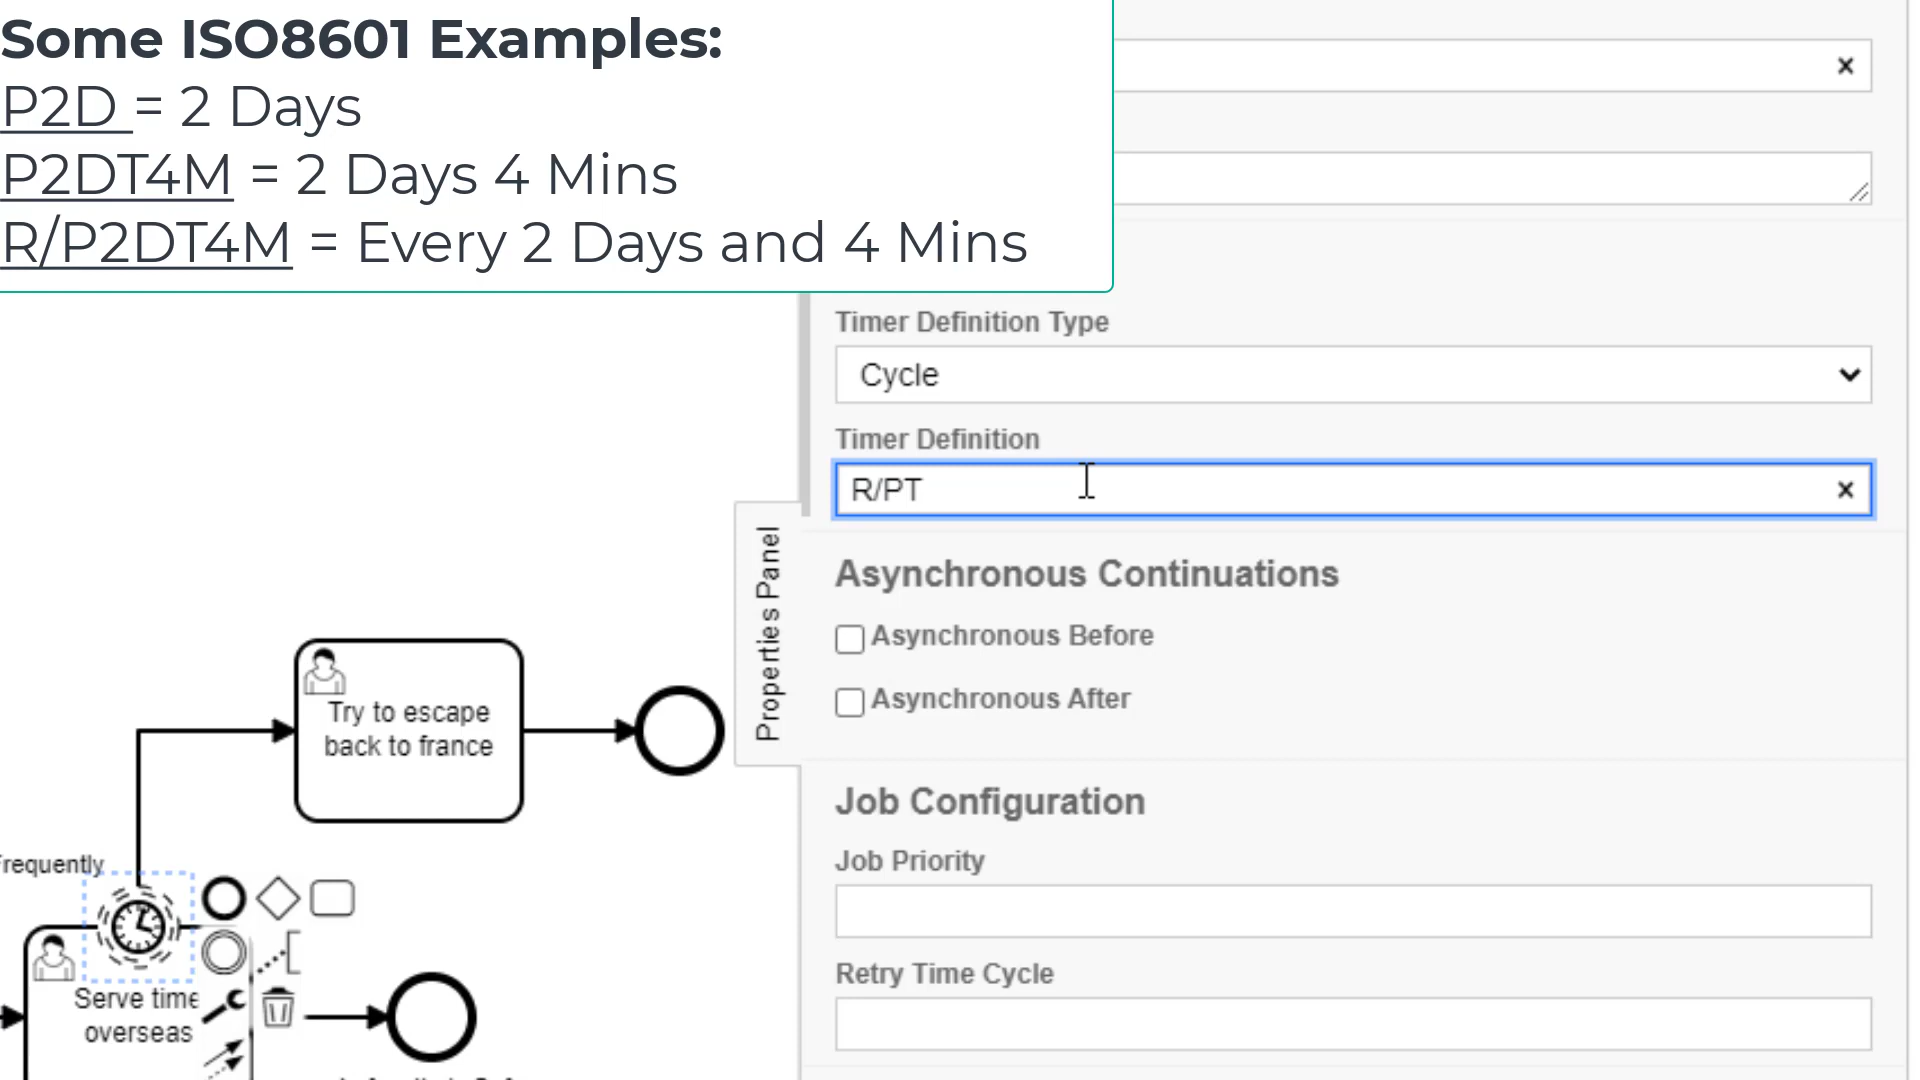 Some ISO8601 Examples:
P2D = 2 Days
P2DT4M = 2 Days 4 Mins
R/P2DT4M = Every 2 Days and 4 Mins
Timer Definition Type
Cycle
Timer Definition
R/PT
Properties Panel
Asynchronous Continuations
Asynchronous Before
Asynchronous After
Job Configuration
Job Priority
Retry Time Cycle
Try to escape
back to france
Frequently
Serve time
overseas